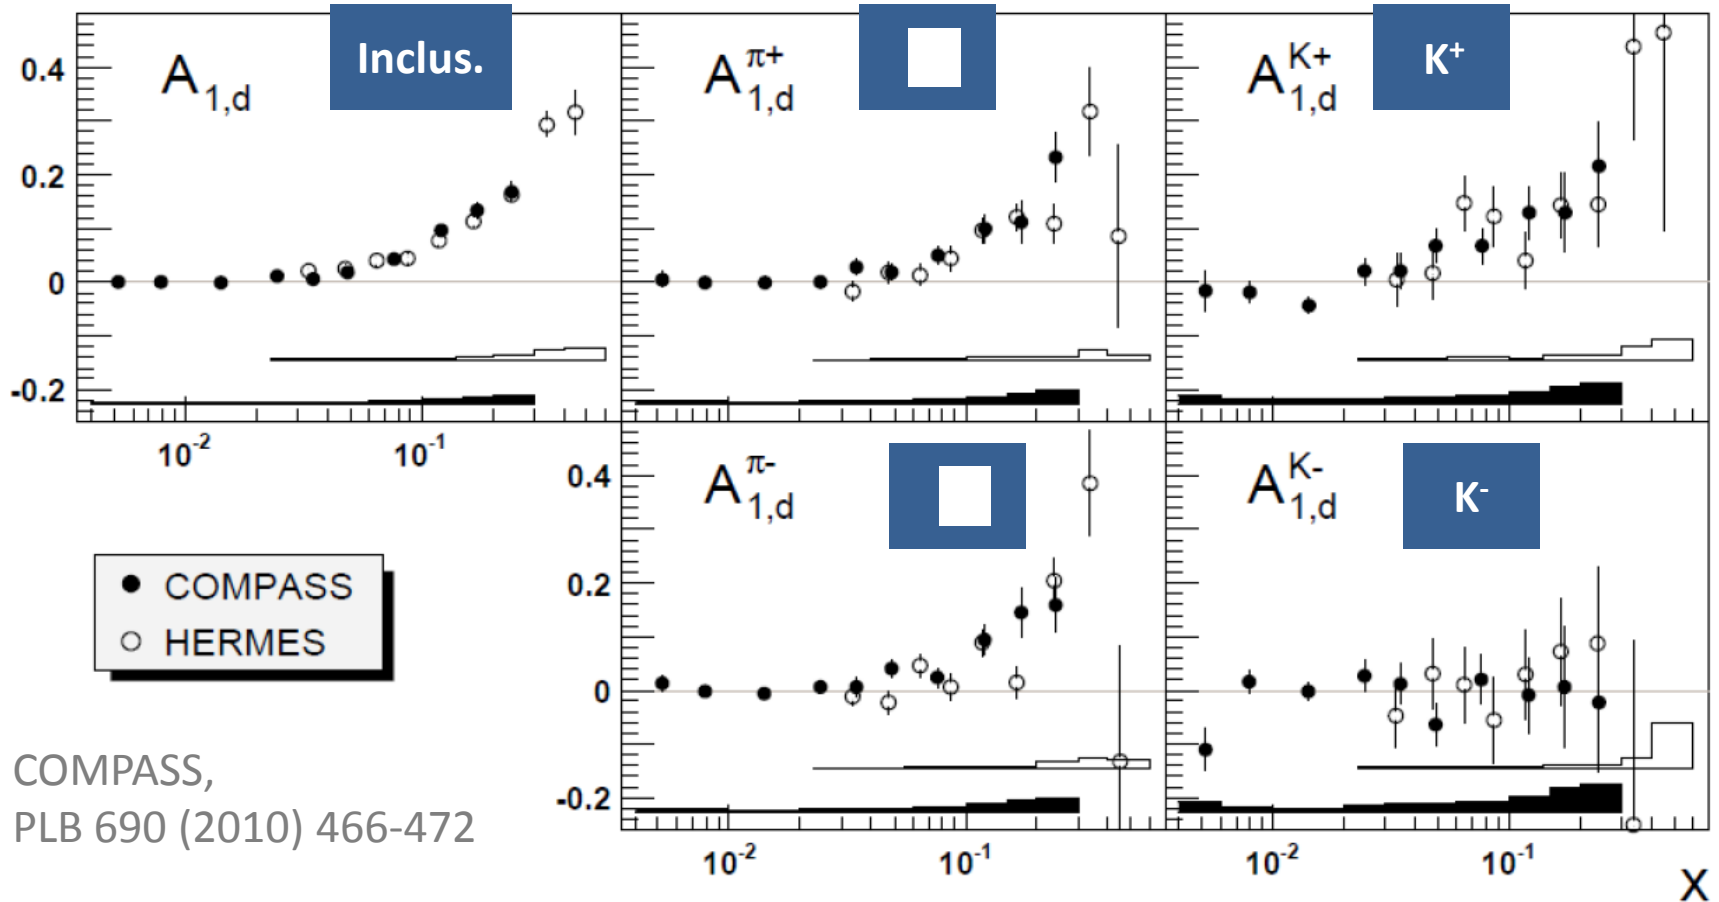 A1,d Inclus.
Aπ+1,d
AK+1,d K+
0.4
0.2
0
-0.2
10-2 10-1
Aπ-1,d
AK-1,d K-
0.4
0.2
0
-0.2
COMPASS
HERMES
COMPASS,
PLB 690 (2010) 466-472
10-2 10-1 10-2 10-1
X